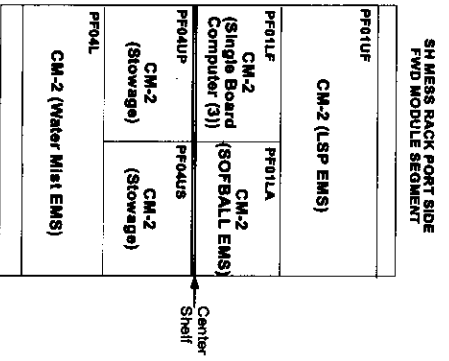 SH MESS RACK PORT SIDE
FWD MODULE SEGMENT
PF01UF
CM-2 (LSP EMS)
PF01LF
CM-2
(Single Board
Computer (3))
PF01LA
CM-2
(SOFBALL EMS)
Center
Shelf
PF04UP
CM-2
(Stowage)
PF04US
CM-2
(Stowage)
PF04L
CM-2 (Water Mist EMS)